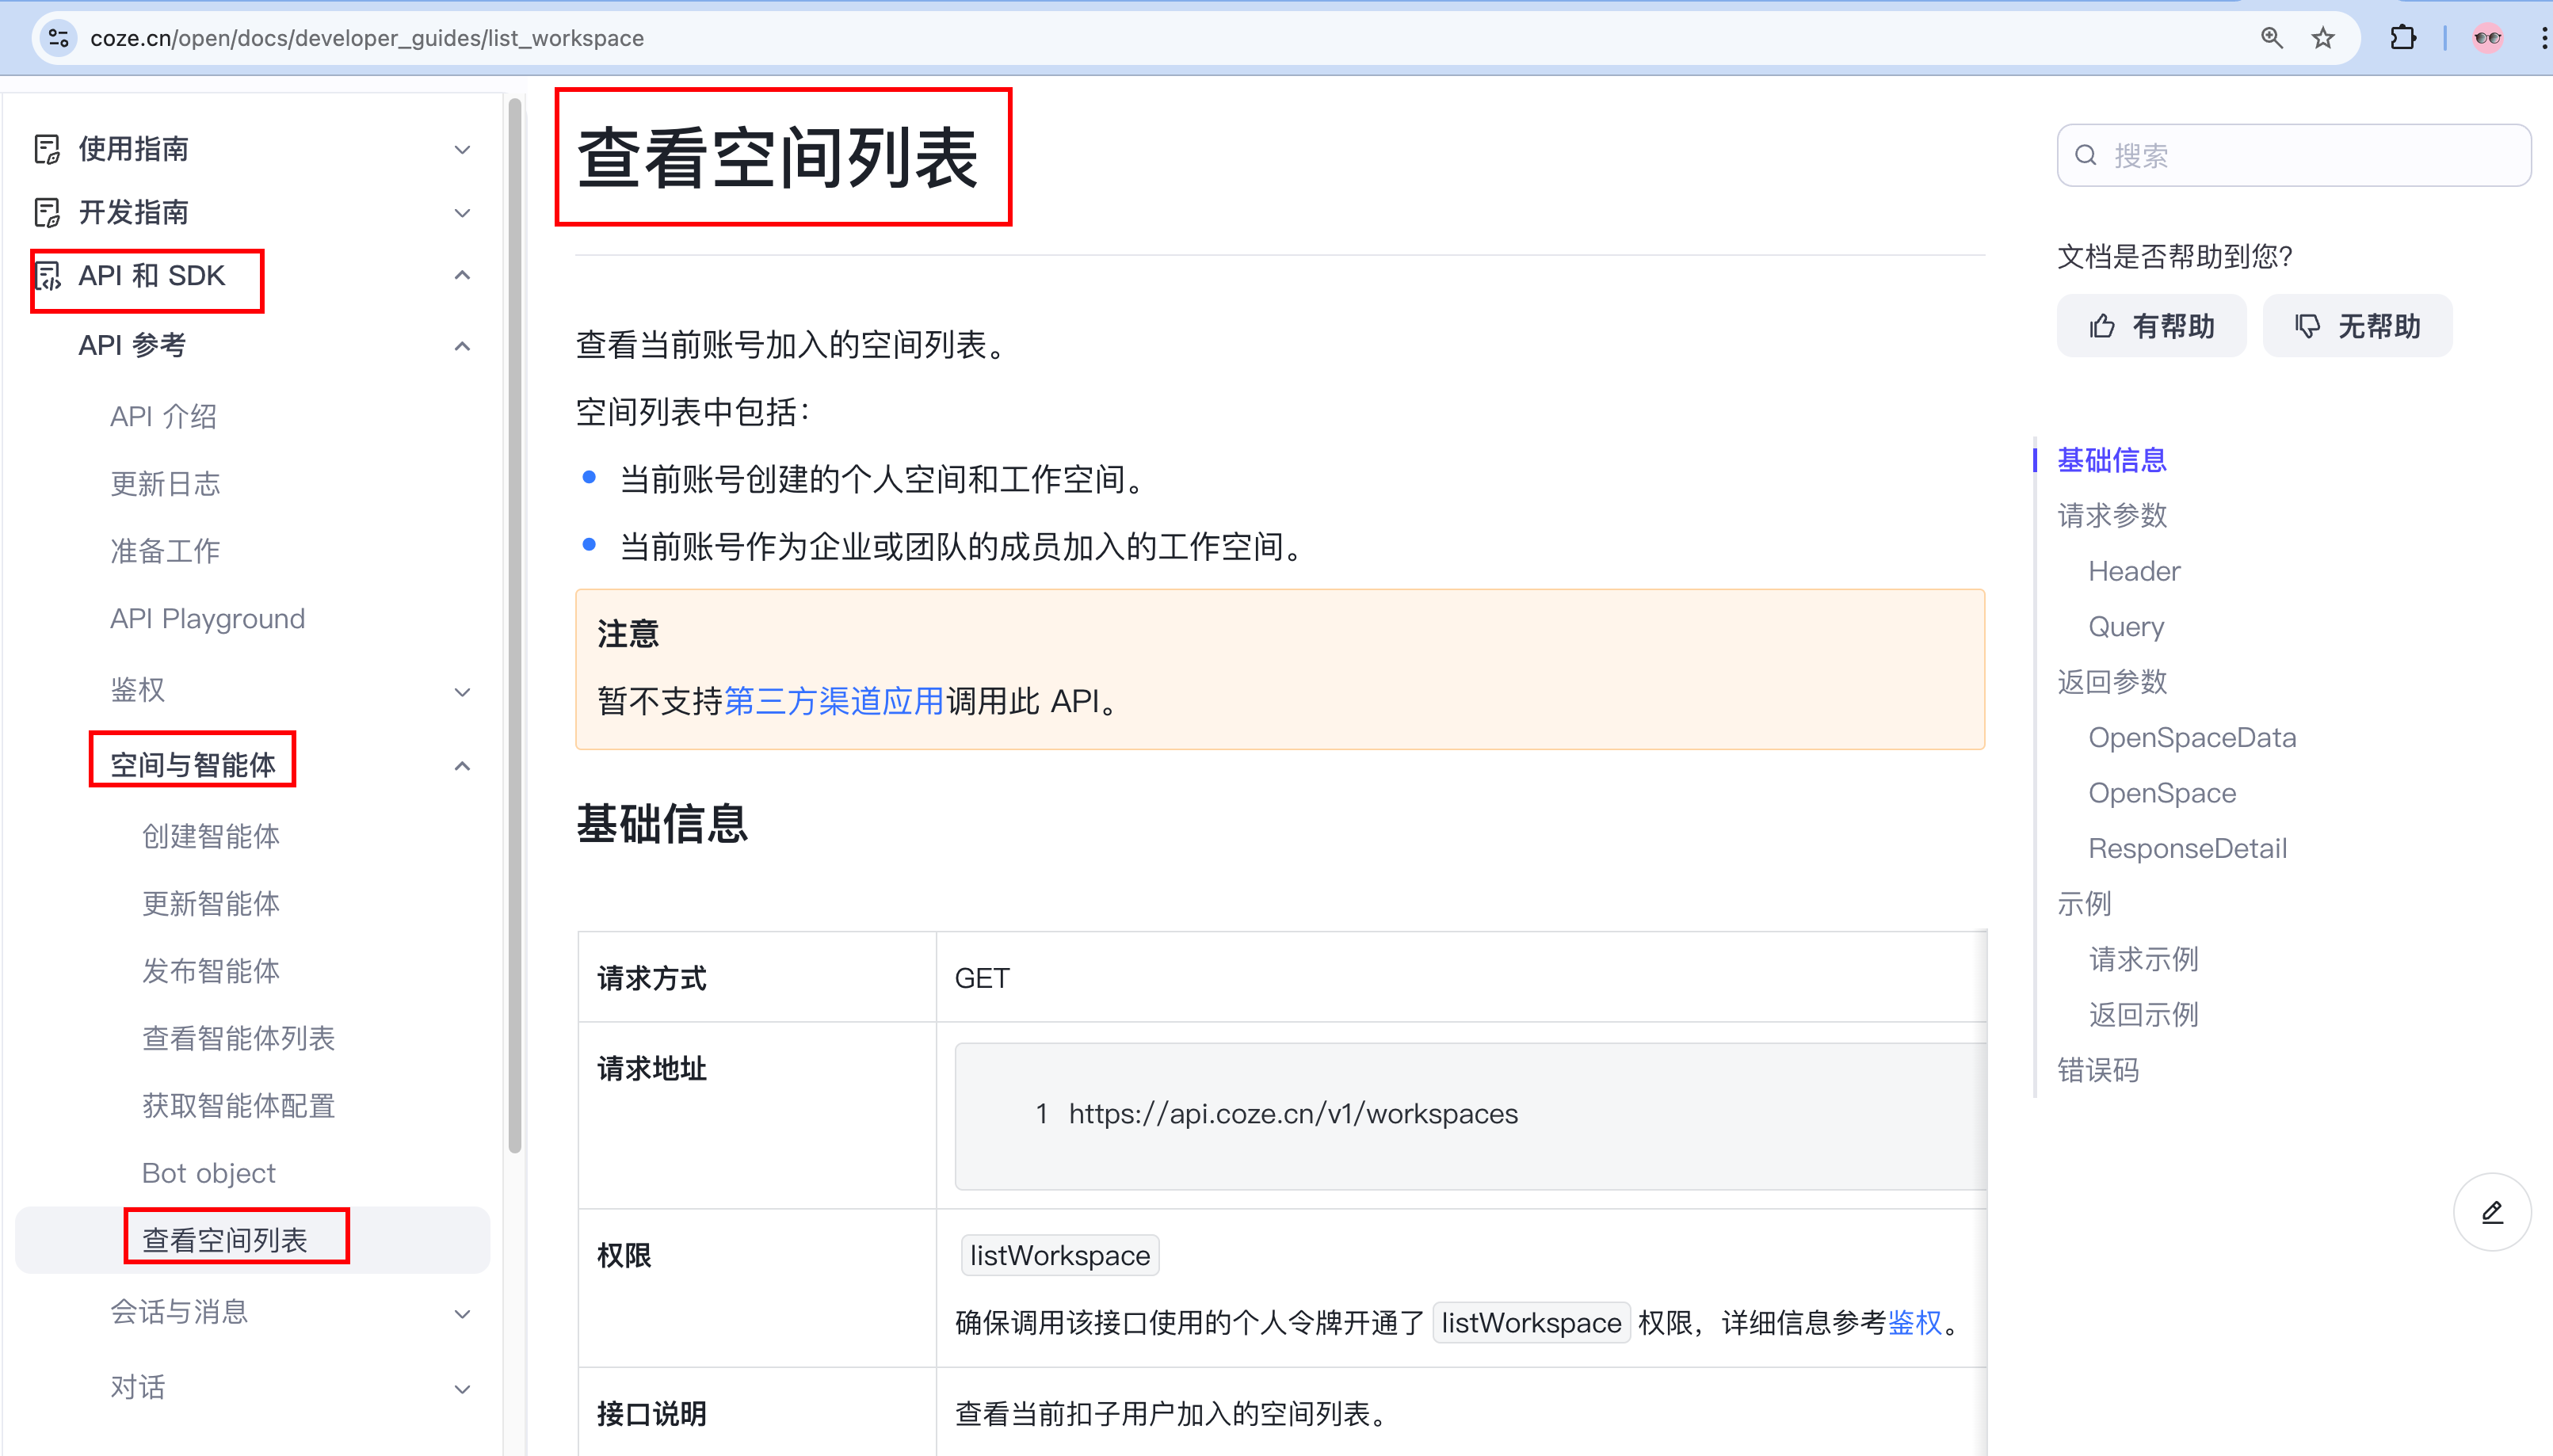 coze.cn/open/docs/developer_guides/list_workspace
使用指南
开发指南
API 和 SDK
API 参考
API 介绍
更新日志
准备工作
API Playground
鉴权
空间与智能体
创建智能体
更新智能体
发布智能体
查看智能体列表
获取智能体配置
Bot object
查看空间列表
会话与消息
对话
查看空间列表
查看当前账号加入的空间列表。
空间列表中包括：
当前账号创建的个人空间和工作空间。
当前账号作为企业或团队的成员加入的工作空间。
注意
暂不支持第三方渠道应用调用此 API。
基础信息
请求方式
GET
请求地址
1 https://api.coze.cn/v1/workspaces
权限
listWorkspace
确保调用该接口使用的个人令牌开通了 listWorkspace 权限，详细信息参考鉴权。
接口说明
查看当前扣子用户加入的空间列表。
搜索
文档是否帮助到您？
有帮助
无帮助
基础信息
请求参数
Header
Query
返回参数
OpenSpaceData
OpenSpace
ResponseDetail
示例
请求示例
返回示例
错误码